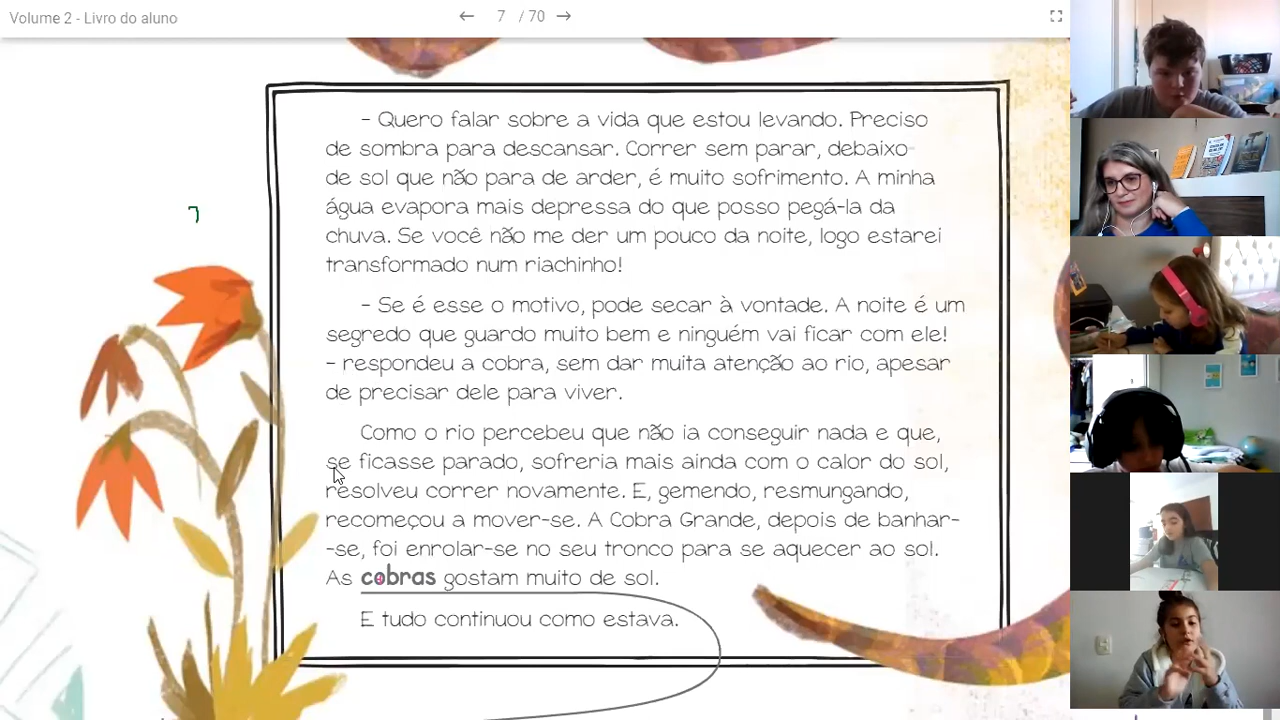 Volume 2 - Livro do aluno
7 / 70
- Quero falar sobre a vida que estou levando. Preciso
de sombra para descansar. Correr sem parar, debaixo
de sol que não para de arder, é muito sofrimento. A minha
água evapora mais depressa do que posso pegá-la da
chuva. Se você não me der um pouco da noite, logo estarei
transformado num riachinho!
- Se é esse o motivo, pode secar à vontade. A noite é um
segredo que guardo muito bem e ninguém vai ficar com ele!
- respondeu a cobra, sem dar muita atenção ao rio, apesar
de precisar dele para viver.
Como o rio percebeu que não ia conseguir nada e que,
se ficasse parado, sofreria mais ainda com o calor do sol,
resolveu correr novamente. E, gemendo, resmungando,
recomeçou a mover-se. A Cobra Grande, depois de banhar-
-se, foi enrolar-se no seu tronco para se aquecer ao sol.
As cobras gostam muito de sol.
E tudo continuou como estava.